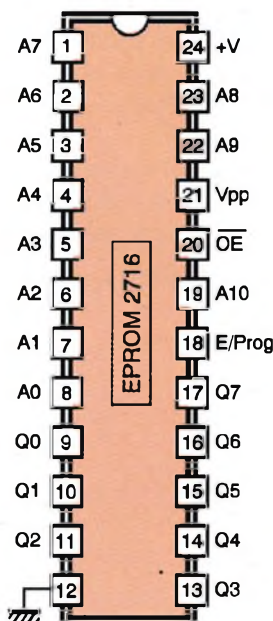 A7 1 24 +V
A6 2 23 A8
A5 3 22 A9
A4 4 21 Vpp
A3 5 20 OE
A2 6 19 A10
A1 7 18 E/Prog
A0 8 17 Q7
Q0 9 16 Q6
Q1 10 15 Q5
Q2 11 14 Q4
12 13 Q3
EPROM 2716